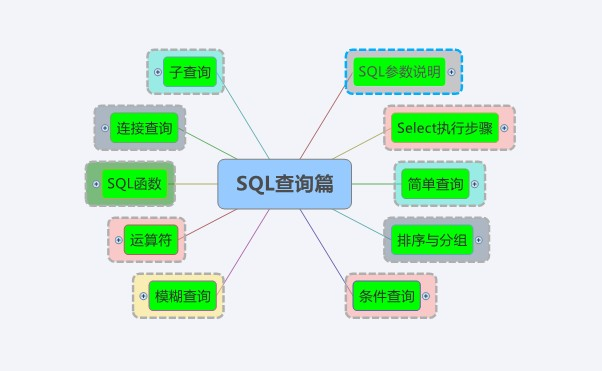 子查询
SQL参数说明
连接查询
Select执行步骤
SQL函数
SQL查询篇
简单查询
运算符
排序与分组
模糊查询
条件查询